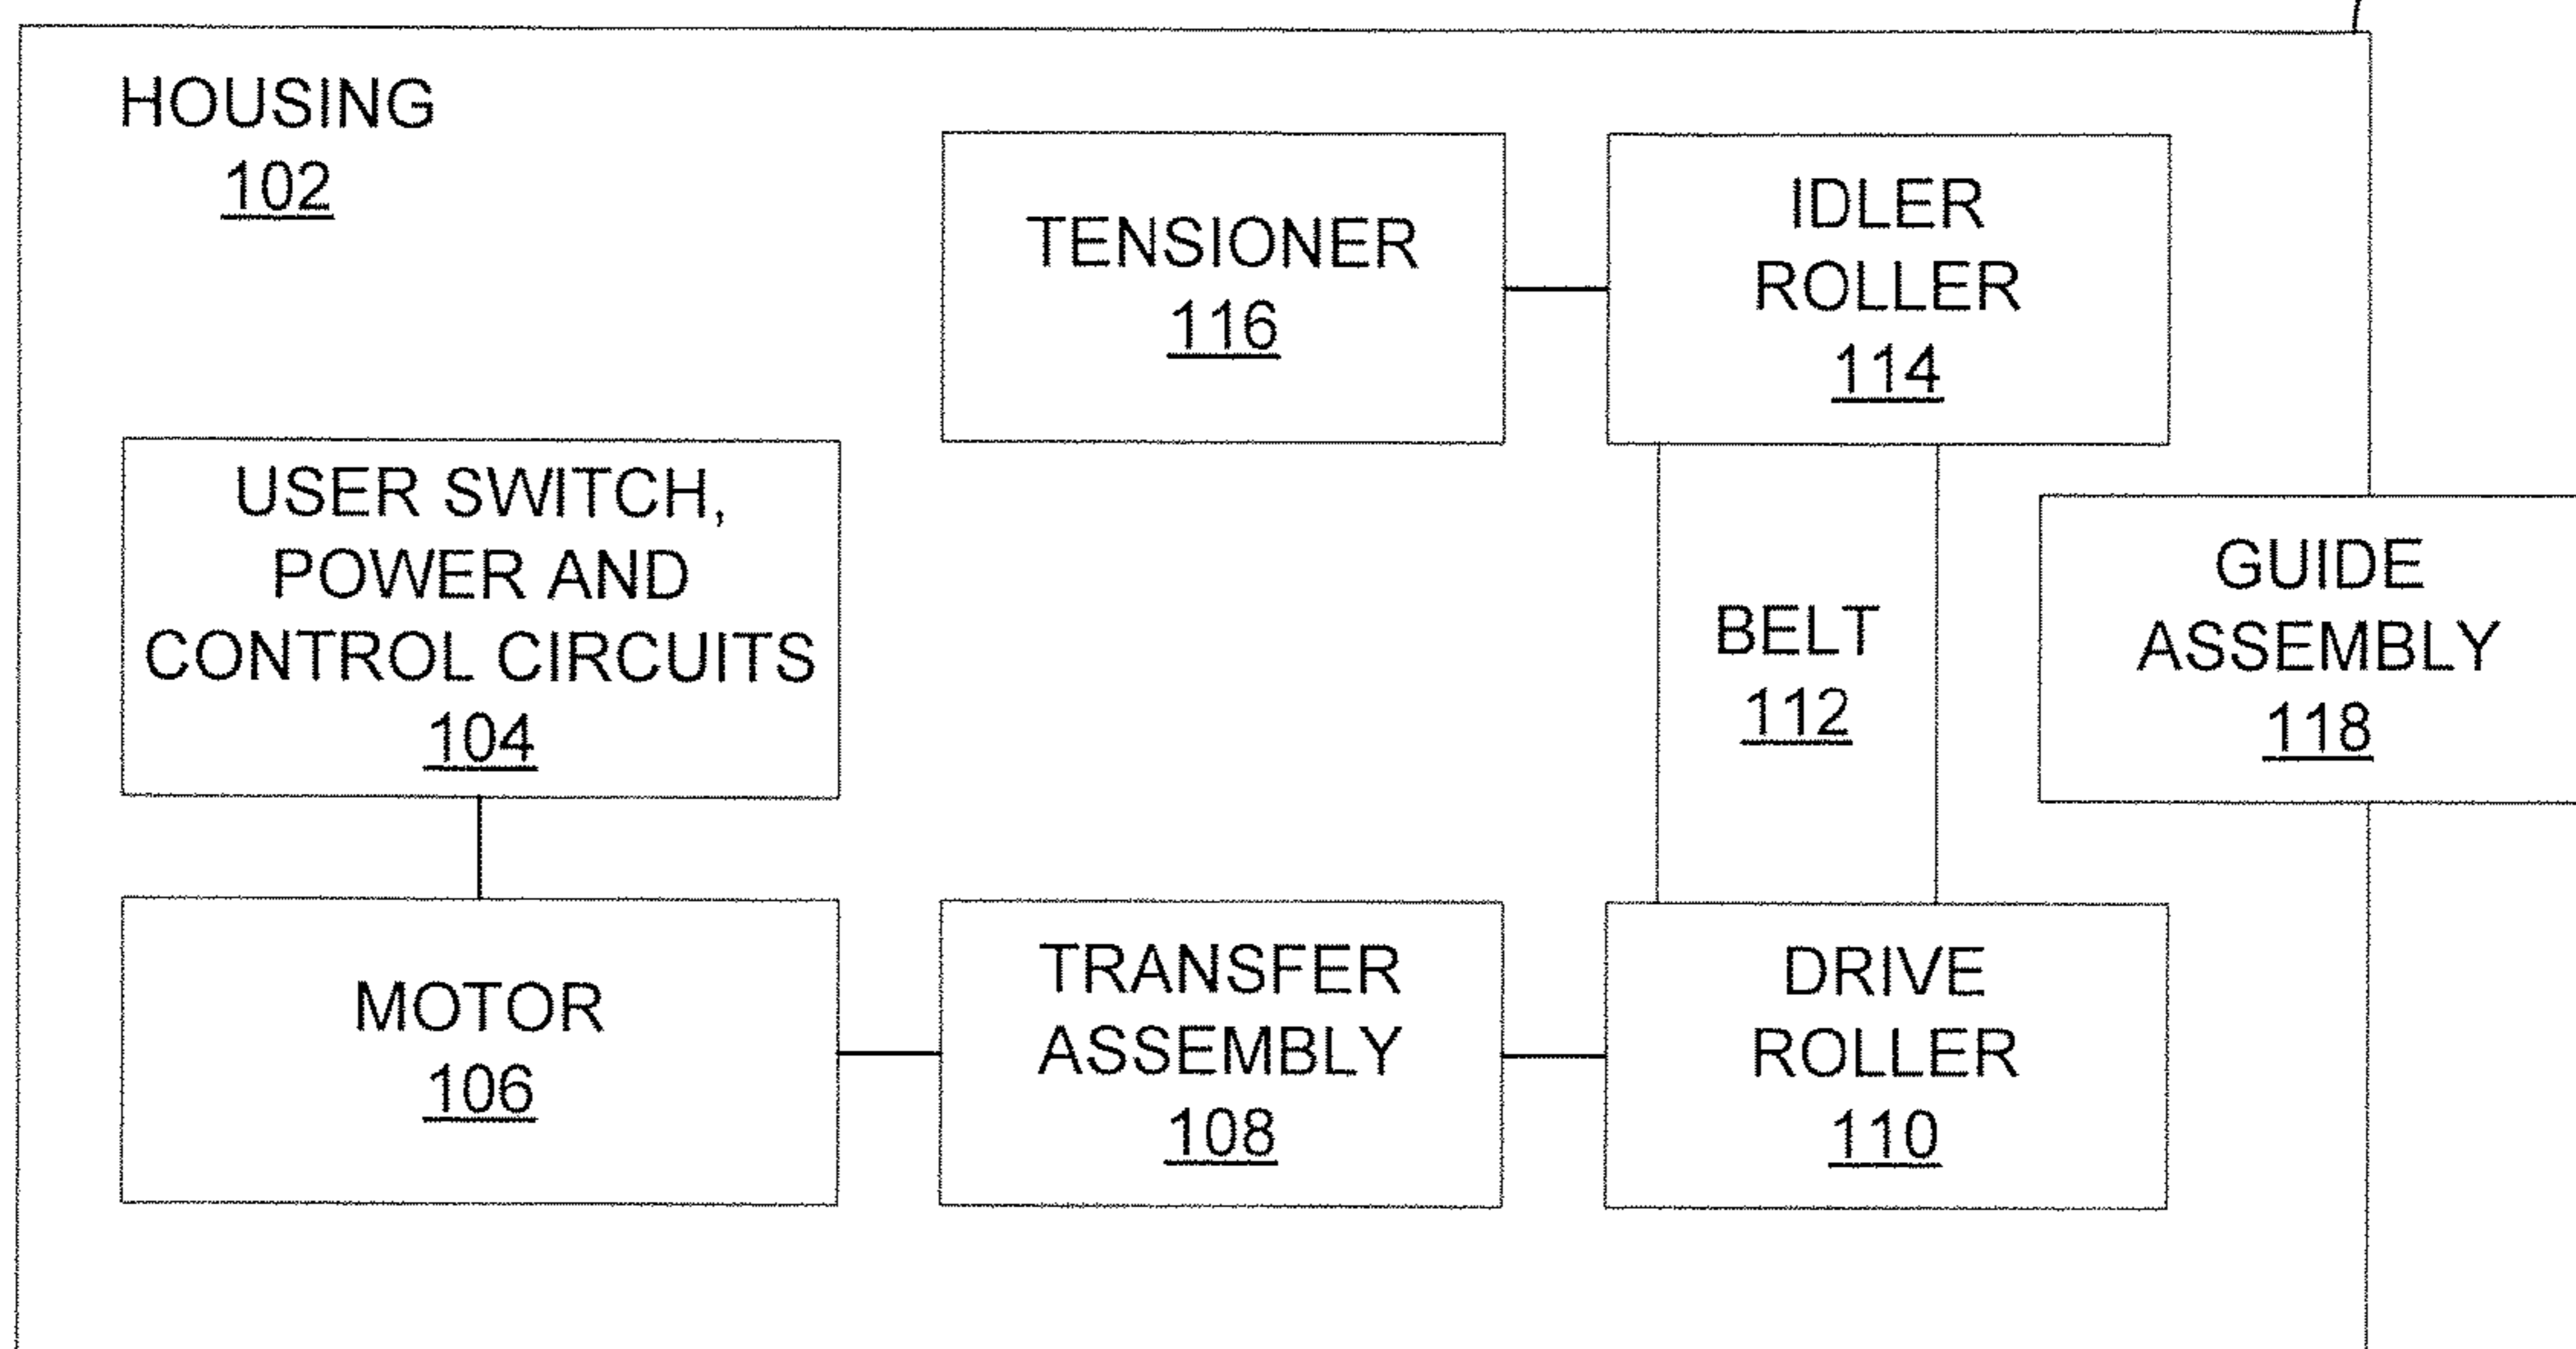 HOUSING
102
TENSIONER
116
IDLER
ROLLER
114
USER SWITCH,
POWER AND
CONTROL CIRCUITS
104
BELT
112
GUIDE
ASSEMBLY
118
MOTOR
106
TRANSFER
ASSEMBLY
108
DRIVE
ROLLER
110